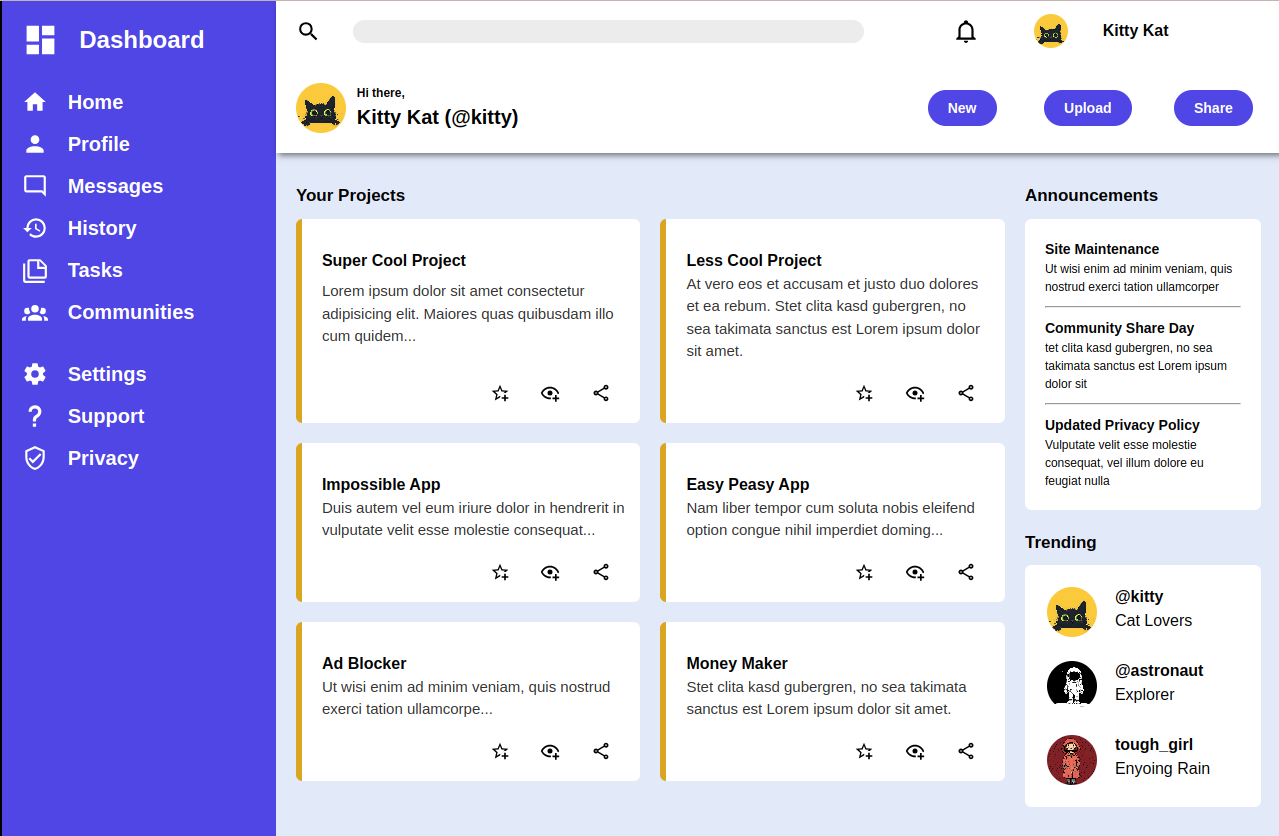 Dashboard
Home
Profile
Messages
History
Tasks
Communities
Settings
Support
Privacy
Kitty Kat
Hi there,
Kitty Kat (@kitty)
New
Upload
Share
Your Projects
Super Cool Project
Lorem ipsum dolor sit amet consectetur
adipisicing elit. Maiores quas quibusdam illo
cum quidem...
Less Cool Project
At vero eos et accusam et justo duo dolores
et ea rebum. Stet clita kasd gubergren, no
sea takimata sanctus est Lorem ipsum dolor
sit amet.
Impossible App
Duis autem vel eum iriure dolor in hendrerit in
vulputate velit esse molestie consequat...
Easy Peasy App
Nam liber tempor cum soluta nobis eleifend
option congue nihil imperdiet doming...
Ad Blocker
Ut wisi enim ad minim veniam, quis nostrud
exerci tation ullamcorpe...
Money Maker
Stet clita kasd gubergren, no sea takimata
sanctus est Lorem ipsum dolor sit amet.
Announcements
Site Maintenance
Ut wisi enim ad minim veniam, quis
nostrud exerci tation ullamcorper
Community Share Day
tet clita kasd gubergren, no sea
takimata sanctus est Lorem ipsum
dolor sit
Updated Privacy Policy
Vulputate velit esse molestie
consequat, vel illum dolore eu
feugiat nulla
Trending
@kitty
Cat Lovers
@astronaut
Explorer
tough_girl
Enyoing Rain